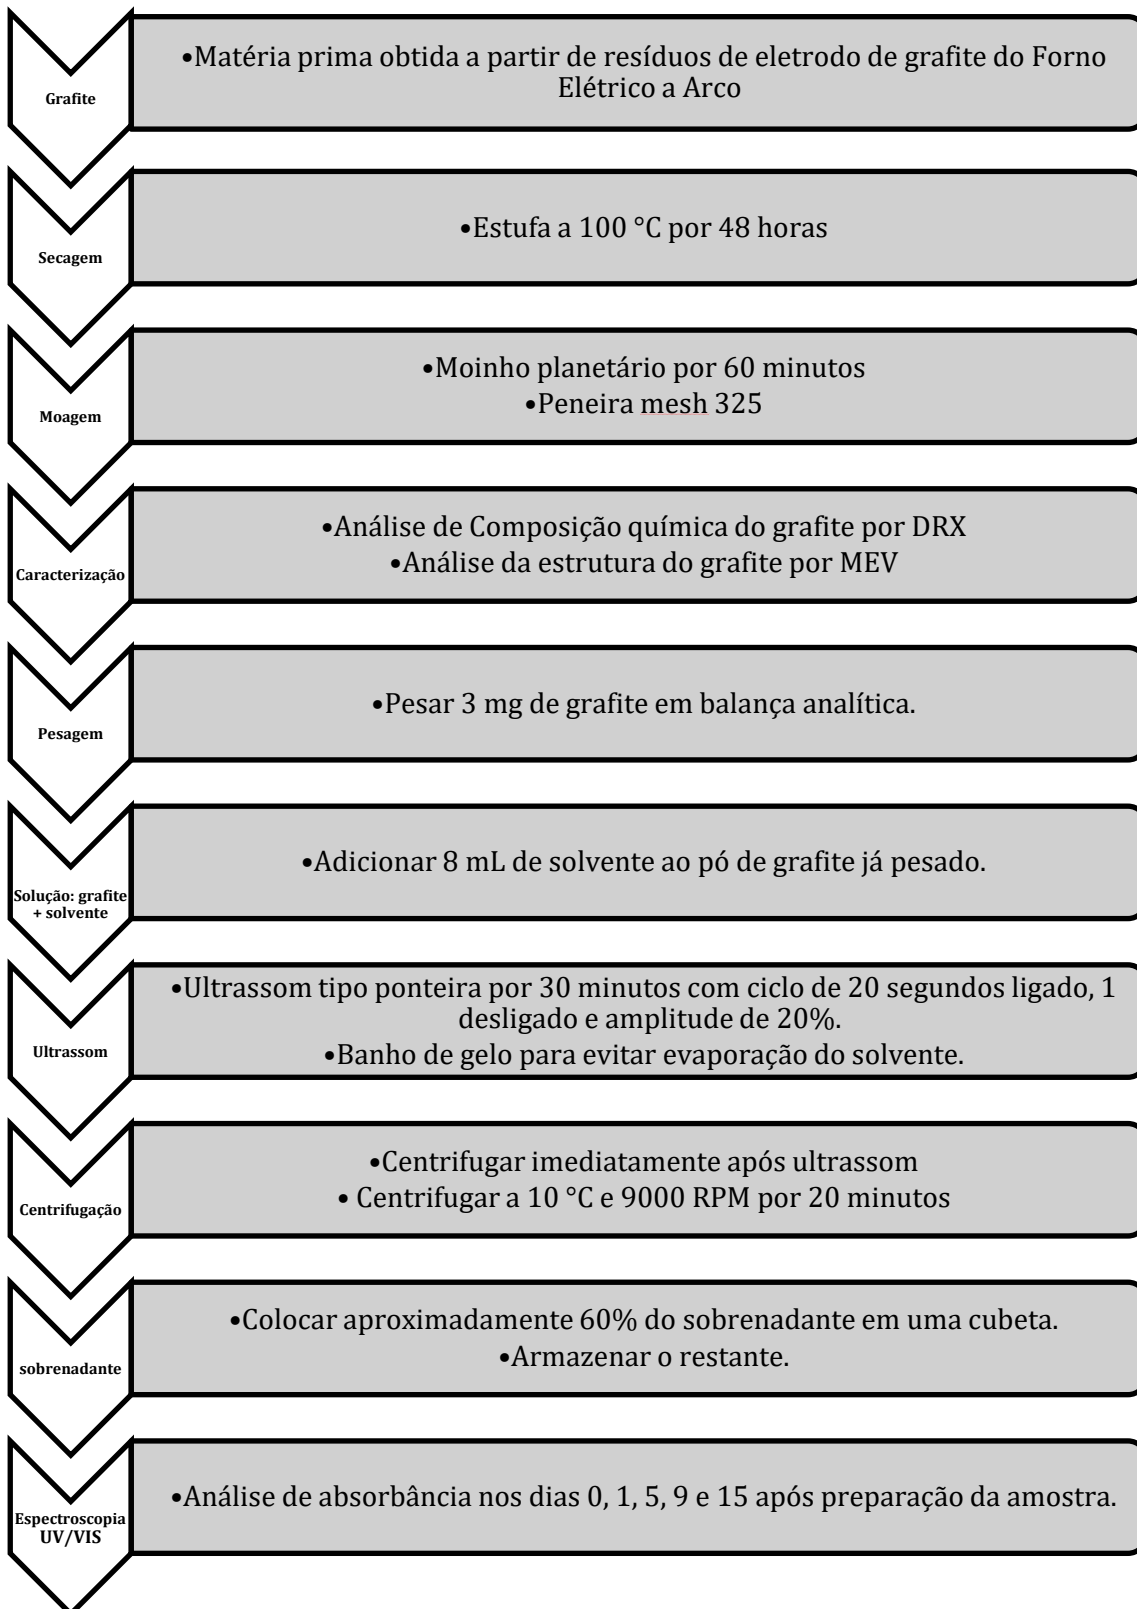 •Matéria prima obtida a partir de resíduos de eletrodo de grafite do Forno
Elétrico a Arco
Grafite
•Estufa a 100 °C por 48 horas
Secagem
•Moinho planetário por 60 minutos
•Peneira mesh 325
Moagem
•Análise de Composição química do grafite por DRX
•Análise da estrutura do grafite por MEV
Caracterização
•Pesar 3 mg de grafite em balança analítica.
Pesagem
•Adicionar 8 mL de solvente ao pó de grafite já pesado.
Solução: grafite
+ solvente
•Ultrassom tipo ponteira por 30 minutos com ciclo de 20 segundos ligado, 1
desligado e amplitude de 20%.
•Banho de gelo para evitar evaporação do solvente.
Ultrassom
•Centrifugar imediatamente após ultrassom
• Centrifugar a 10 °C e 9000 RPM por 20 minutos
Centrifugação
•Colocar aproximadamente 60% do sobrenadante em uma cubeta.
•Armazenar o restante.
sobrenadante
•Análise de absorbância nos dias 0, 1, 5, 9 e 15 após preparação da amostra.
Espectroscopia
UV/VIS